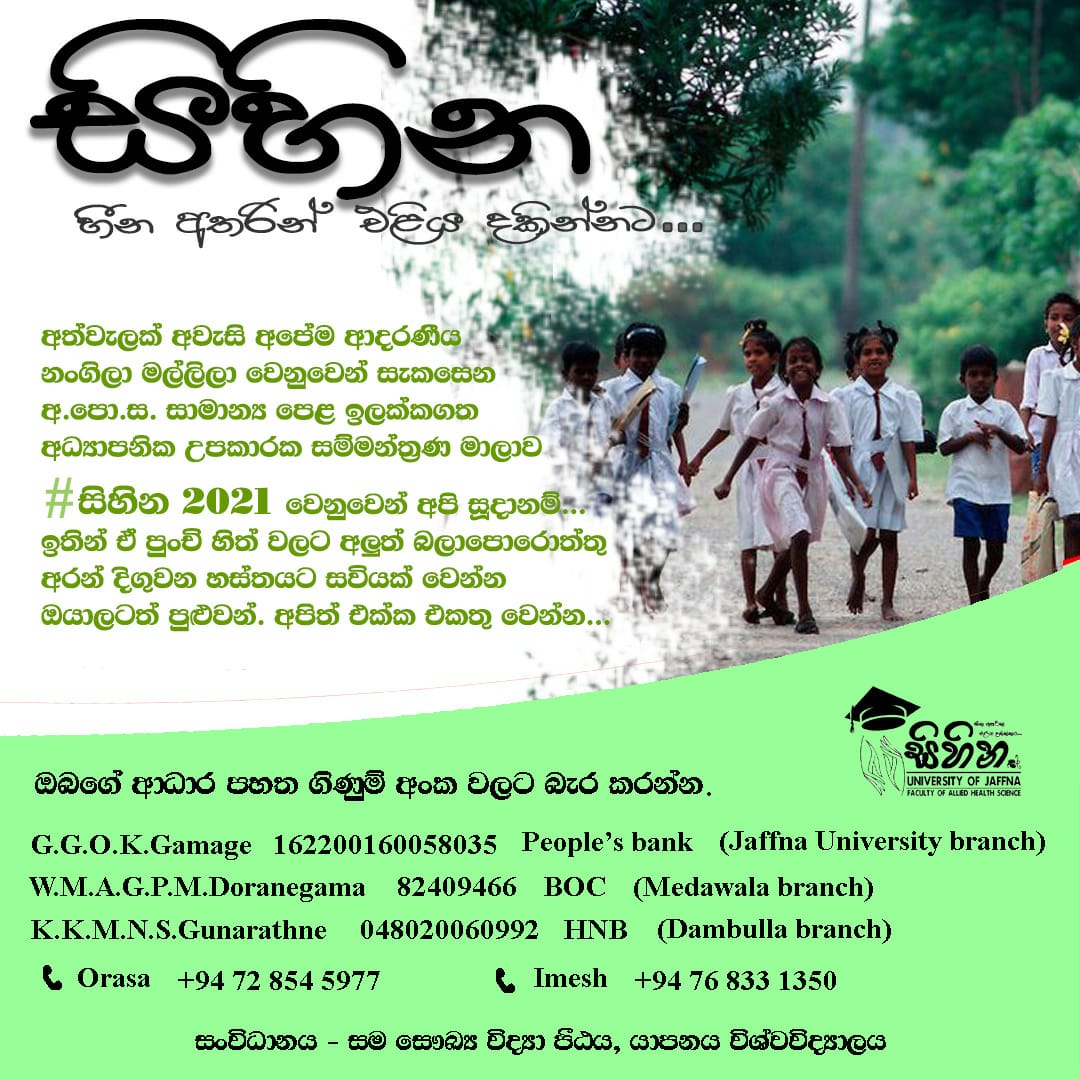 සිහින
හීන අතරින් එළිය දකින්නට...
අත්වැලක් අවැසි අපේම ආදරණීය
නංගිලා මල්ලිලා වෙනුවෙන් සැකසෙන
අ.පො.ස. සාමාන්‍ය පෙළ ඉලක්කගත
අධ්‍යාපනික උපකාරක සම්මන්ත්‍රණ මාලාව
#සිහින 2021 වෙනුවෙන් අපි සූදානම්...
ඉතින් ඒ පුංචි හිත් වලට අලුත් බලාපොරොත්තු
අරන් දිගුවන හස්තයට සවියක් වෙන්න
ඔයාලටත් පුළුවන්. අපිත් එක්ක එකතු වෙන්න...
සිහින
UNIVERSITY OF JAFFNA
FACULTY OF ALLIED HEALTH SCIENCE
ඔබගේ ආධාර පහත ගිණුම් අංක වලට බැර කරන්න.
G.G.O.K.Gamage 162200160058035 People's bank (Jaffna University branch)
W.M.A.G.P.M.Doranegama 82409466 BOC (Medawala branch)
K.K.M.N.S.Gunarathne 048020060992 HNB (Dambulla branch)
Orasa +94 72 854 5977 Imesh +94 76 833 1350
සංවිධානය - සම සෞඛ්‍ය විද්‍යා පීඨය, යාපනය විශ්වවිද්‍යාලය